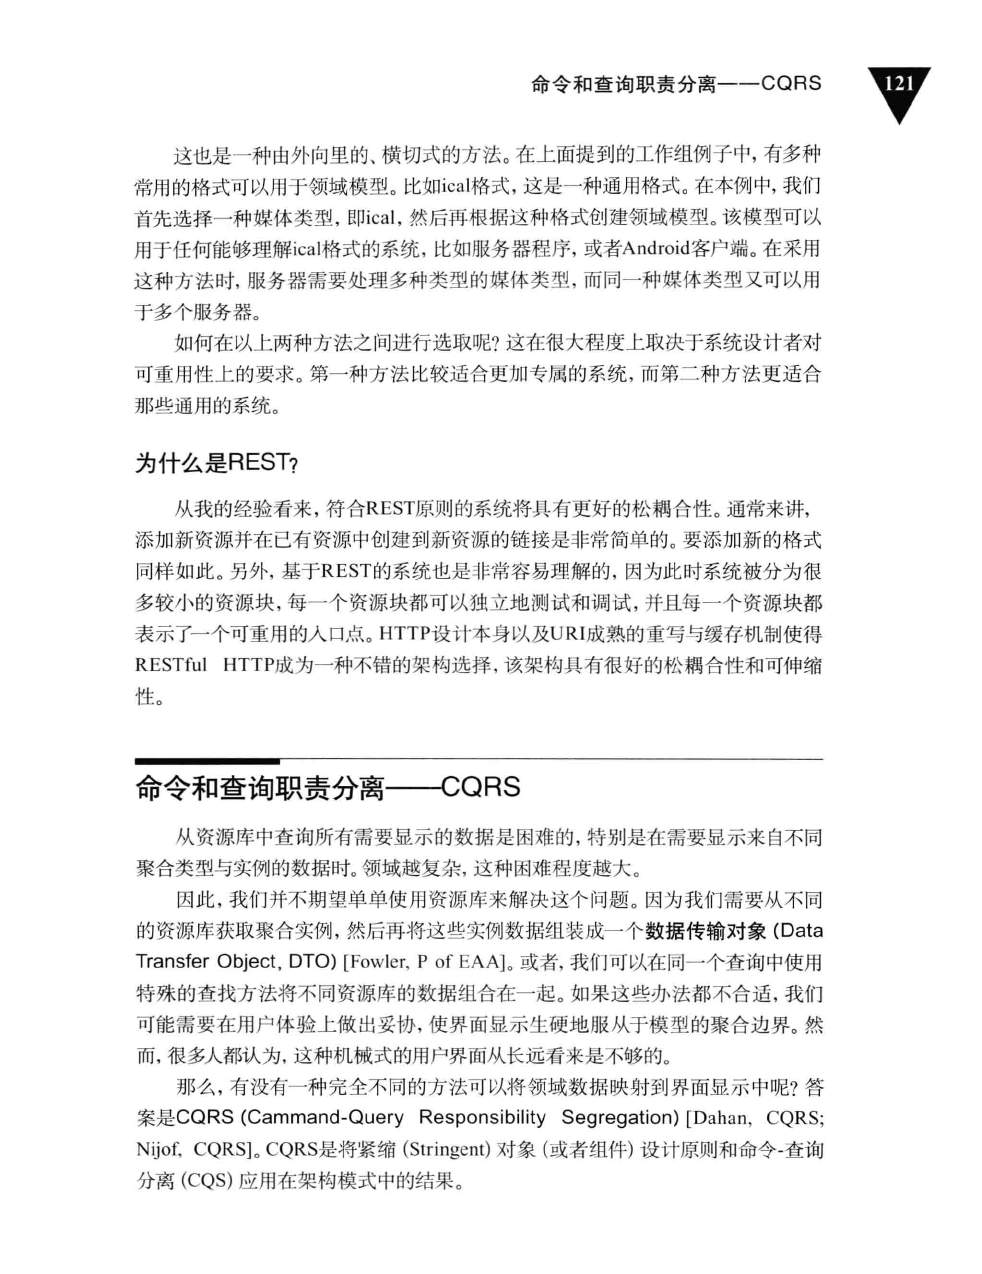 命令和查询职责分离——CQRS
121
这也是一种由外向里的、横切式的方法。在上面提到的工作组例子中，有多种
常用的格式可以用于领域模型。比如ical格式，这是一种通用格式。在本例中，我们
首先选择一种媒体类型，即ical，然后再根据这种格式创建领域模型。该模型可以
用于任何能够理解ical格式的系统，比如服务器程序，或者Android客户端。在采用
这种方法时，服务器需要处理多种类型的媒体类型，而同一种媒体类型又可以用
于多个服务器。
如何在以上两种方法之间进行选取呢？这在很大程度上取决于系统设计者对
可重用性上的要求。第一种方法比较适合更加专属的系统，而第二种方法更适合
那些通用的系统。
为什么是REST？
从我的经验看来，符合REST原则的系统将具有更好的松耦合性。通常来讲，
添加新资源并在已有资源中创建到新资源的链接是非常简单的。要添加新的格式
同样如此。另外，基于REST的系统也是非常容易理解的，因为此时系统被分为很
多较小的资源块，每一个资源块都可以独立地测试和调试，并且每一个资源块都
表示了一个可重用的入口点。HTTP设计本身以及URI成熟的重写与缓存机制使得
RESTful HTTP成为一种不错的架构选择，该架构具有很好的松耦合性和可伸缩
性。
命令和查询职责分离——CQRS
从资源库中查询所有需要显示的数据是困难的，特别是在需要显示来自不同
聚合类型与实例的数据时。领域越复杂，这种困难程度越大。
因此，我们并不期望单单使用资源库来解决这个问题。因为我们需要从不同
的资源库获取聚合实例，然后再将这些实例数据组装成一个数据传输对象（Data
Transfer Object，DTO）[Fowler, P of EAA]。或者，我们可以在同一个查询中使用
特殊的查找方法将不同资源库的数据组合在一起。如果这些办法都不合适，我们
可能需要在用户体验上做出妥协，使界面显示生硬地服从于模型的聚合边界。然
而，很多人都认为，这种机械式的用户界面从长远看来是不够的。
那么，有没有一种完全不同的方法可以将领域数据映射到界面显示中呢？答
案是CQRS（Cammand-Query Responsibility Segregation）[Dahan, CQRS;
Nijof, CQRS]。CQRS是将紧缩（Stringent）对象（或者组件）设计原则和命令-查询
分离（CQS）应用在架构模式中的结果。